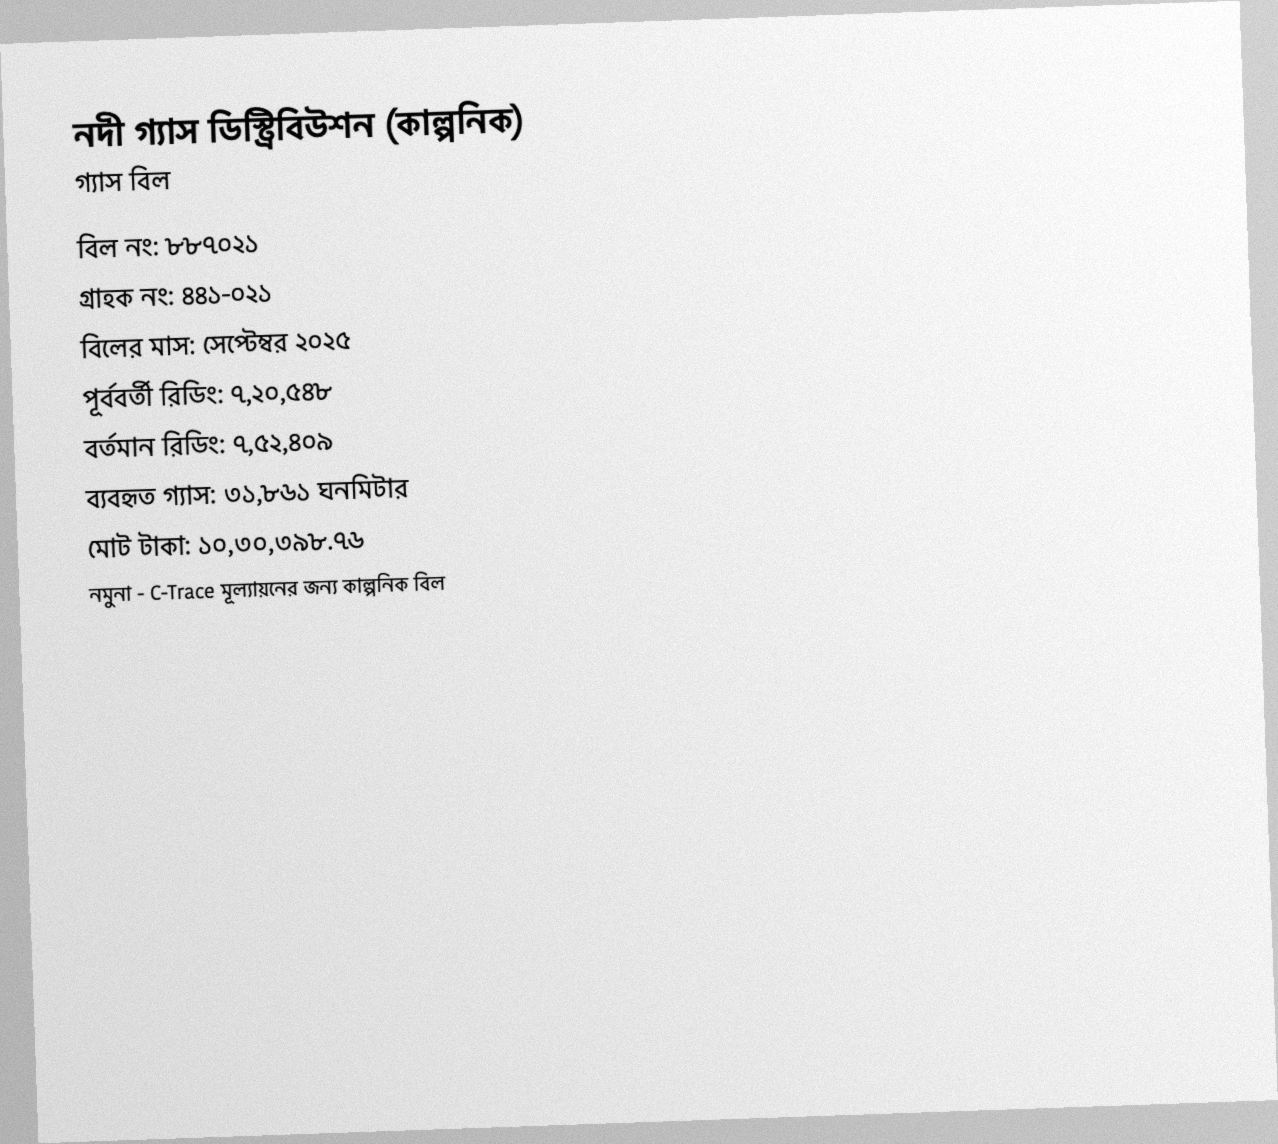 নদী গ্যাস ডিস্ট্রিবিউশন (কাল্পনিক)
গ্যাস বিল
বিল নং: ৮৮৭০২১
গ্রাহক নং: ৪৪১-০২১
বিলের মাস: সেপ্টেম্বর ২০২৫
পূর্ববর্তী রিডিং: ৭,২০,৫৪৮
বর্তমান রিডিং: ৭,৫২,৪০৯
ব্যবহৃত গ্যাস: ৩১,৮৬১ ঘনমিটার
মোট টাকা: ১০,৩০,৩৯৮.৭৬
নমুনা - C-Trace মূল্যায়নের জন্য কাল্পনিক বিল